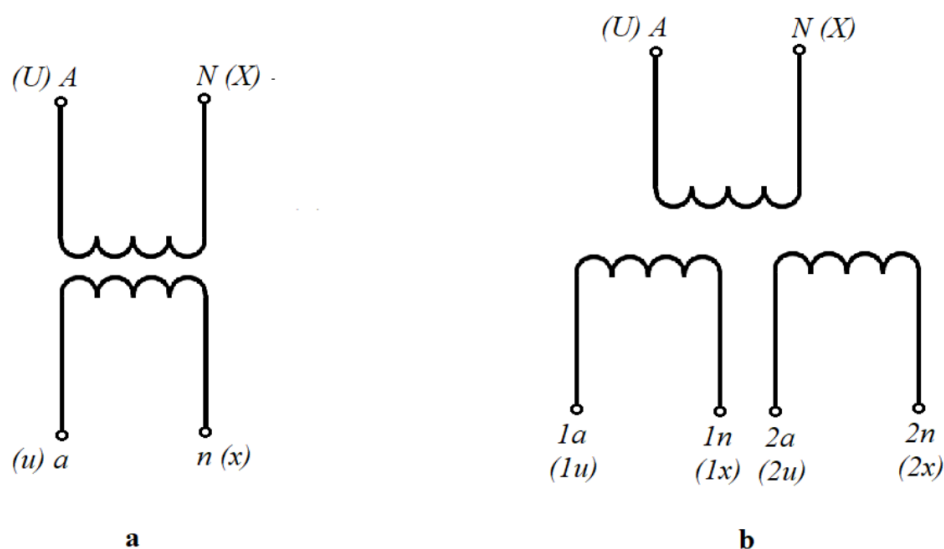 (U) A N (X)
(u) a n (x)
a
(U) A N (X)
1a 1n 2a 2n
(1u) (1x) (2u) (2x)
b